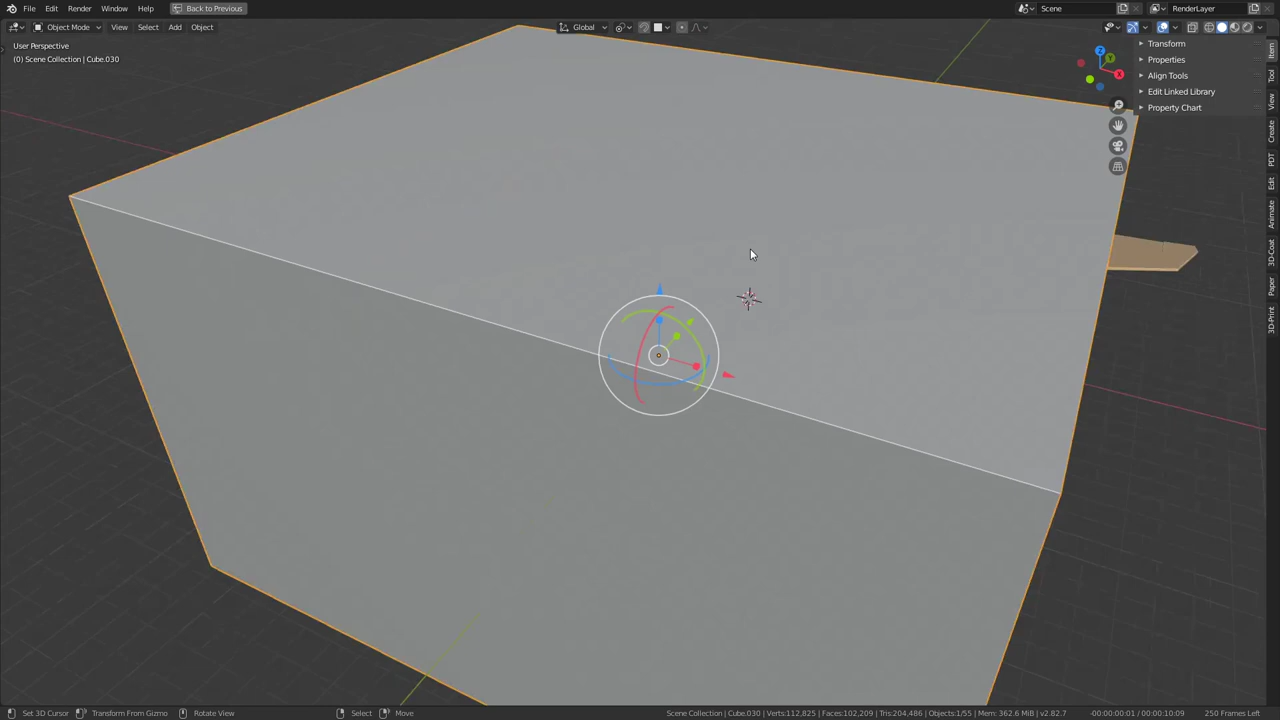 File Edit Render Window Help Back to Previous Scene RenderLayer
Object Mode View Select Add Object Global
User Perspective
(0) Scene Collection | Cube.030
Transform
Properties
Align Tools
Edit Linked Library
Property Chart
Z
Y
X
Item
Tool
View
Create
PDT
Edit
Animate
3D-Coat
Paper
3D-Print
Set 3D Cursor Transform From Gizmo Rotate View Select Move Scene Collection | Cube.030 | Verts:112,825 | Faces:102,209 | Tris:204,486 | Objects:1/55 | Mem: 362.6 MiB | v2.82.7 -00:00:00:01 / 00:00:10:09 250 Frames Left